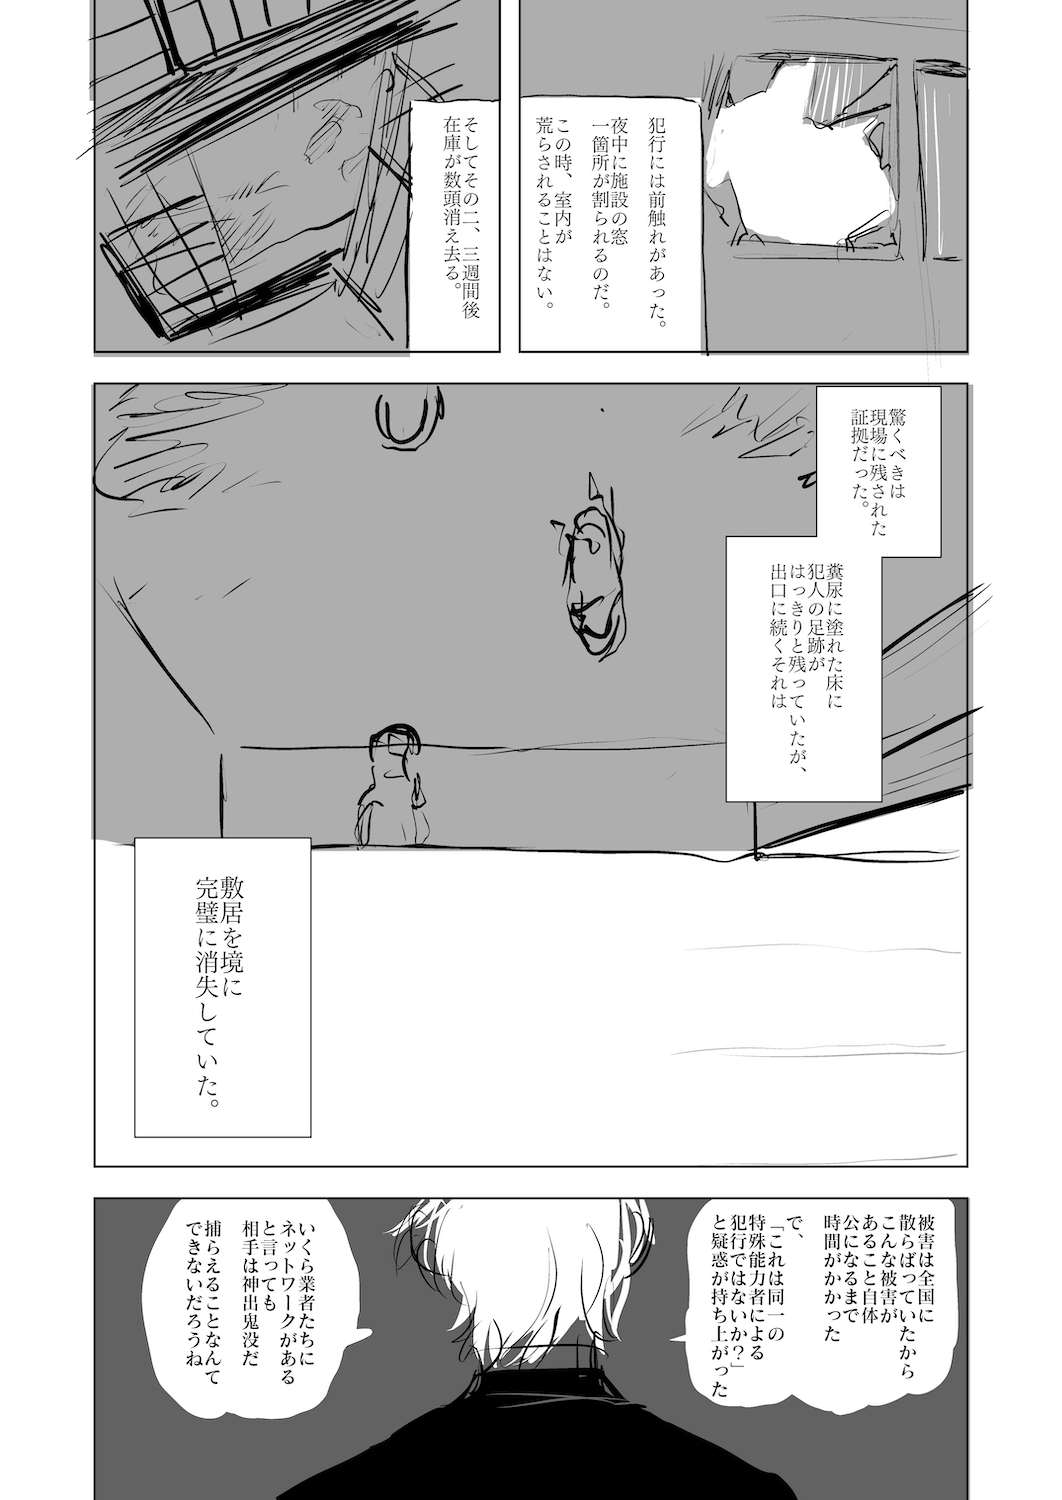 犯行には前触れがあった。
夜中に施設の窓
一箇所が割られるのだ。
この時、室内が
荒らされることはない。
そしてその二、三週間後
在庫が数頭消え去る。
驚くべきは
現場に残された
証拠だった。
糞尿に塗れた床に
犯人の足跡が
はっきりと残っていたが、
出口に続くそれは
敷居を境に
完璧に消失していた。
被害は全国に
散らばっていたから
こんな被害が
あること自体
公になるまで
時間がかかった
で、
「これは同一の
特殊能力者による
犯行ではないか？」
と疑惑が持ち上がった
いくら業者たちに
ネットワークがある
と言っても
相手は神出鬼没だ
捕らえることなんて
できないだろうね